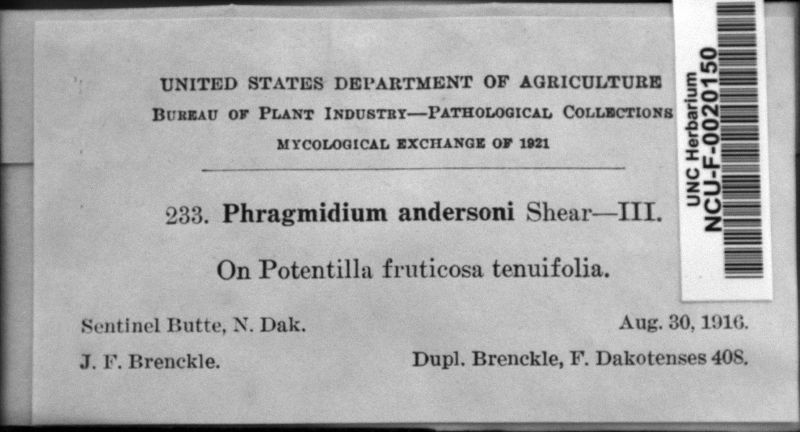 UNITED STATES DEPARTMENT OF AGRICULTURE
BUREAU OF PLANT INDUSTRY—PATHOLOGICAL COLLECTIONS
MYCOLOGICAL EXCHANGE OF 1921
233. Phragmidium andersoni Shear—III.
On Potentilla fruticosa tenuifolia.
Sentinel Butte, N. Dak. Aug. 30, 1916.
J. F. Brenckle. Dupl. Brenckle, F. Dakotenses 408.
UNC Herbarium
NCU-F-0020150